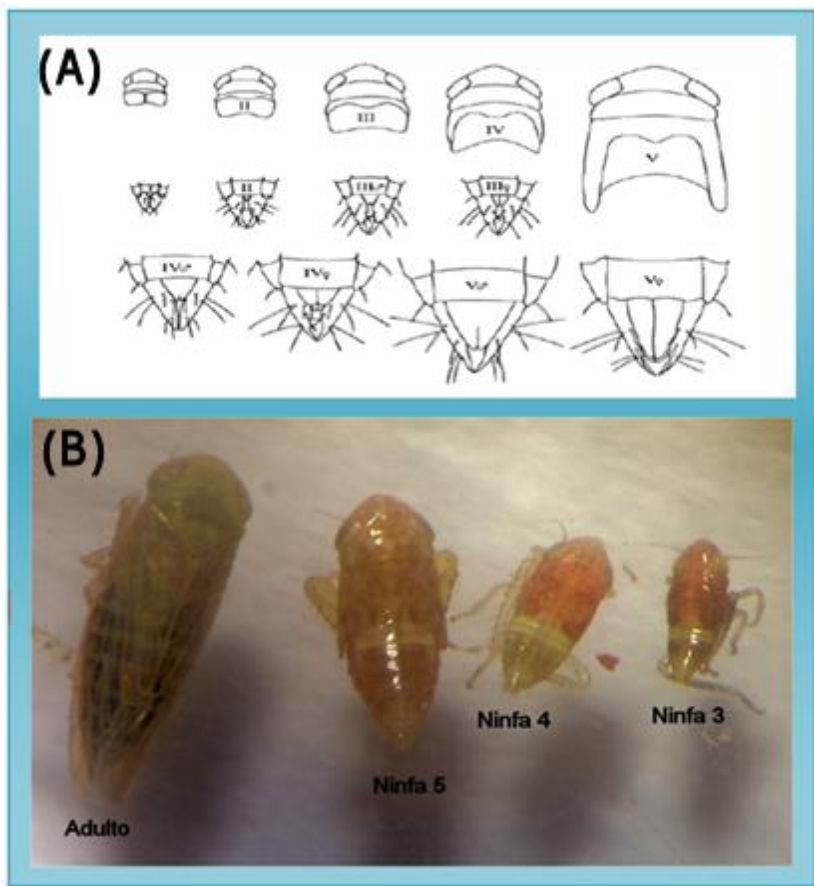 (A)
II
III
IV
V
II
III♂
III♀
IV♂
IV♀
V♂
V♀
(B)
Ninfa 4
Ninfa 3
Ninfa 5
Adulto